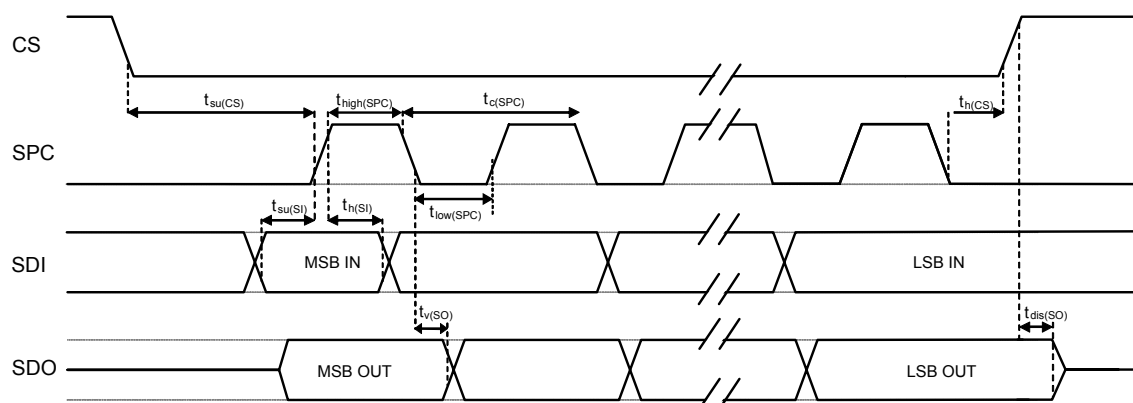 CS
tsu(CS)
thigh(SPC)
tc(SPC)
th(CS)
SPC
tsu(SI)
th(SI)
tlow(SPC)
SDI
MSB IN
LSB IN
tv(SO)
tdis(SO)
SDO
MSB OUT
LSB OUT